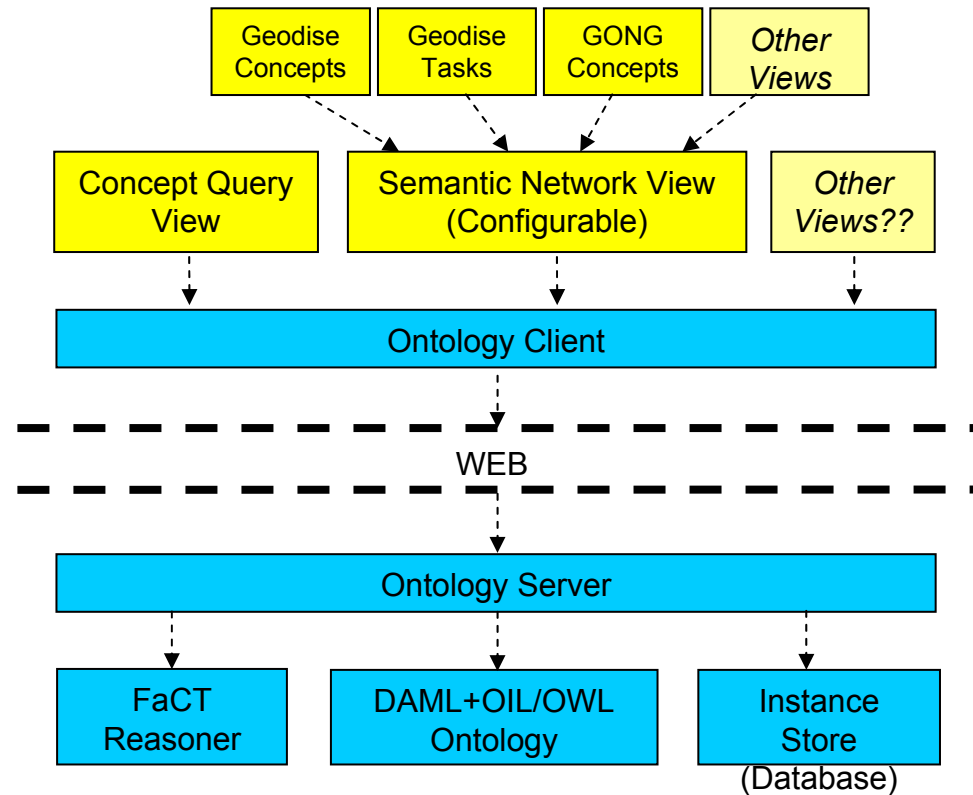 Geodise
Concepts
Geodise
Tasks
GONG
Concepts
Other
Views
Concept Query
View
Semantic Network View
(Configurable)
Other
Views??
Ontology Client
WEB
Ontology Server
FaCT
Reasoner
DAML+OIL/OWL
Ontology
Instance
Store
(Database)